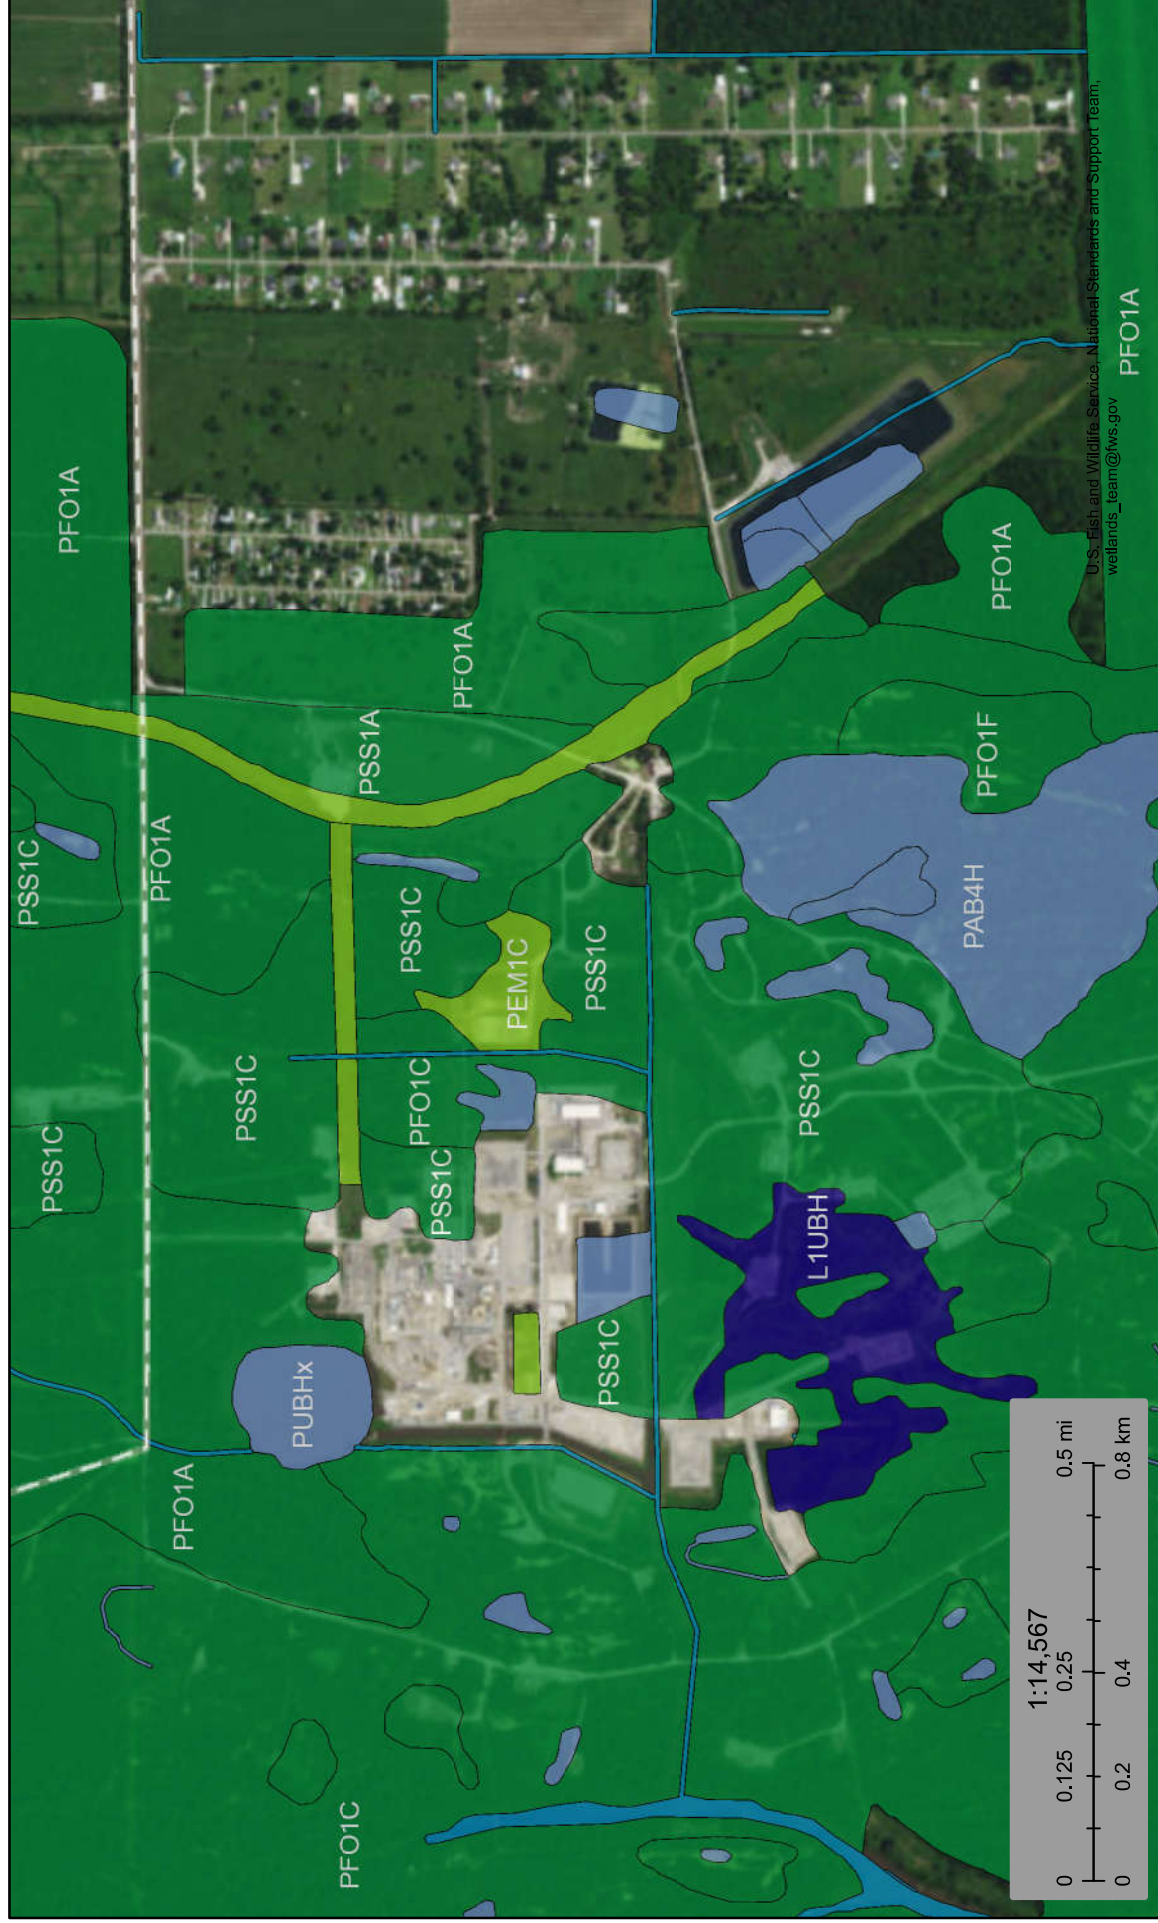 PSS1C
PSS1C
PFO1A
PFO1A
PFO1A
PUBHx
PSS1C
PFO1C
PSS1A
PSS1C
PFO1C
PSS1C
PFO1A
PEM1C
PSS1C
PSS1C
L1UBH
PSS1C
PAB4H
PFO1F
PFO1A
PFO1A
1:14,567
0 0.125 0.25 0.5 mi
0 0.2 0.4 0.8 km
U.S. Fish and Wildlife Service, National Standards and Support Team,
wetlands_team@fws.gov